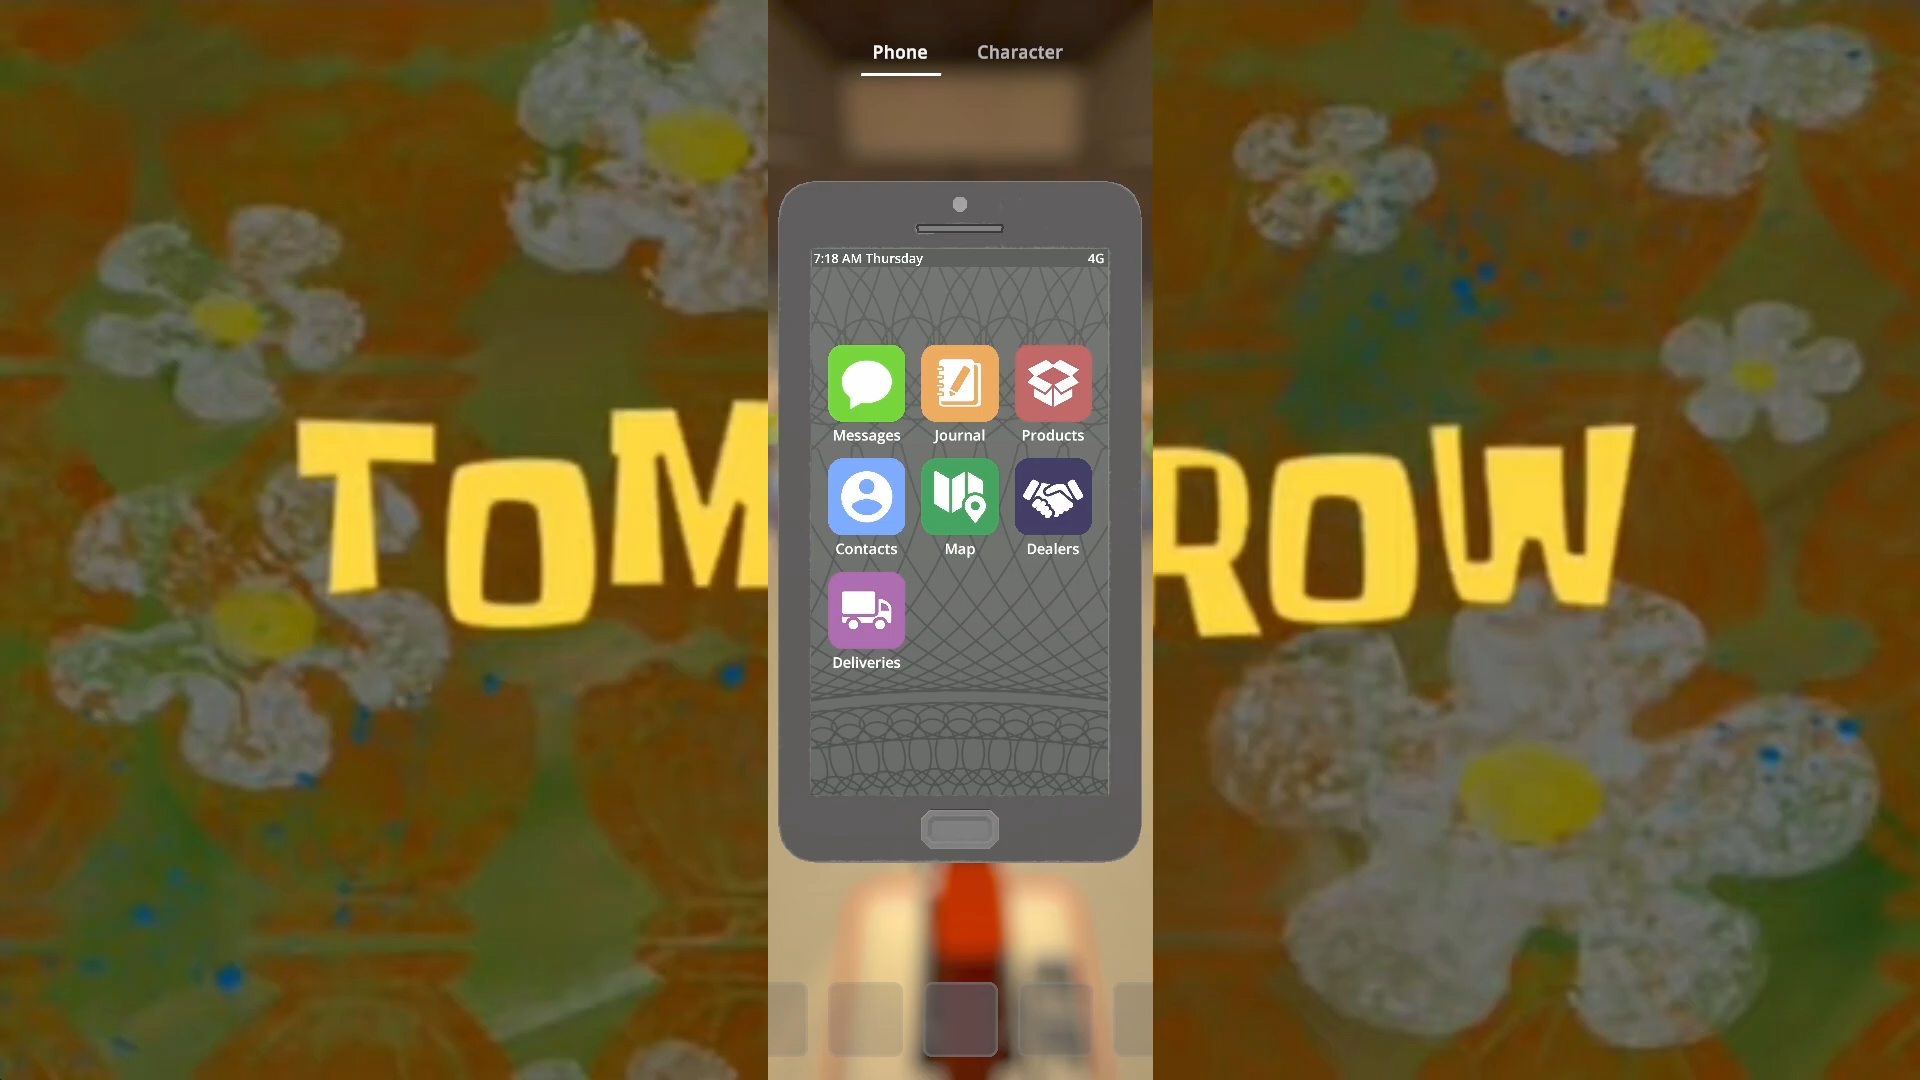 Phone Character
7:18 AM Thursday 4G
Messages Journal Products
TOM ROW
Contacts Map Dealers
Deliveries